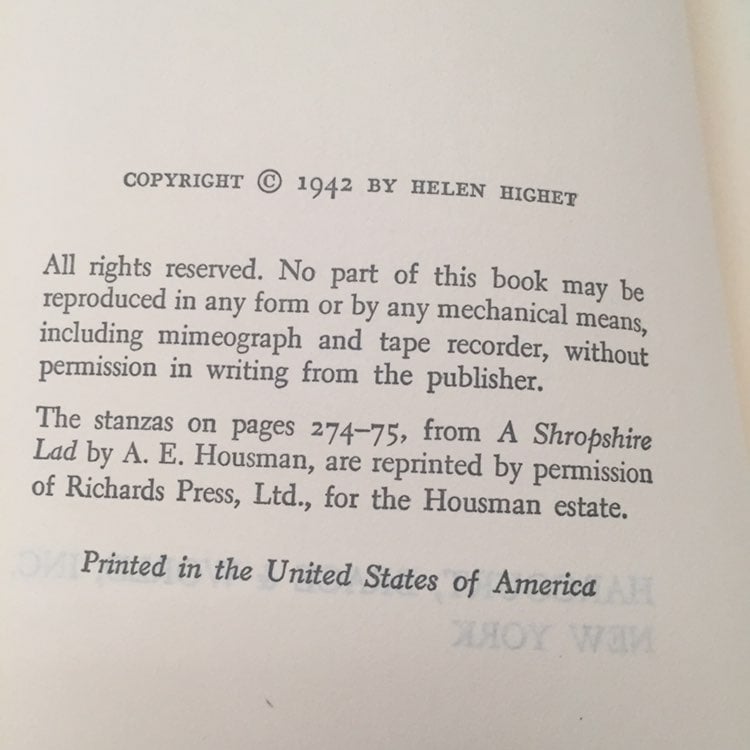 COPYRIGHT © 1942 BY HELEN HIGHET
All rights reserved. No part of this book may be
reproduced in any form or by any mechanical means,
including mimeograph and tape recorder, without
permission in writing from the publisher.
The stanzas on pages 274–75, from A Shropshire
Lad by A. E. Housman, are reprinted by permission
of Richards Press, Ltd., for the Housman estate.
Printed in the United States of America
NEW YORK